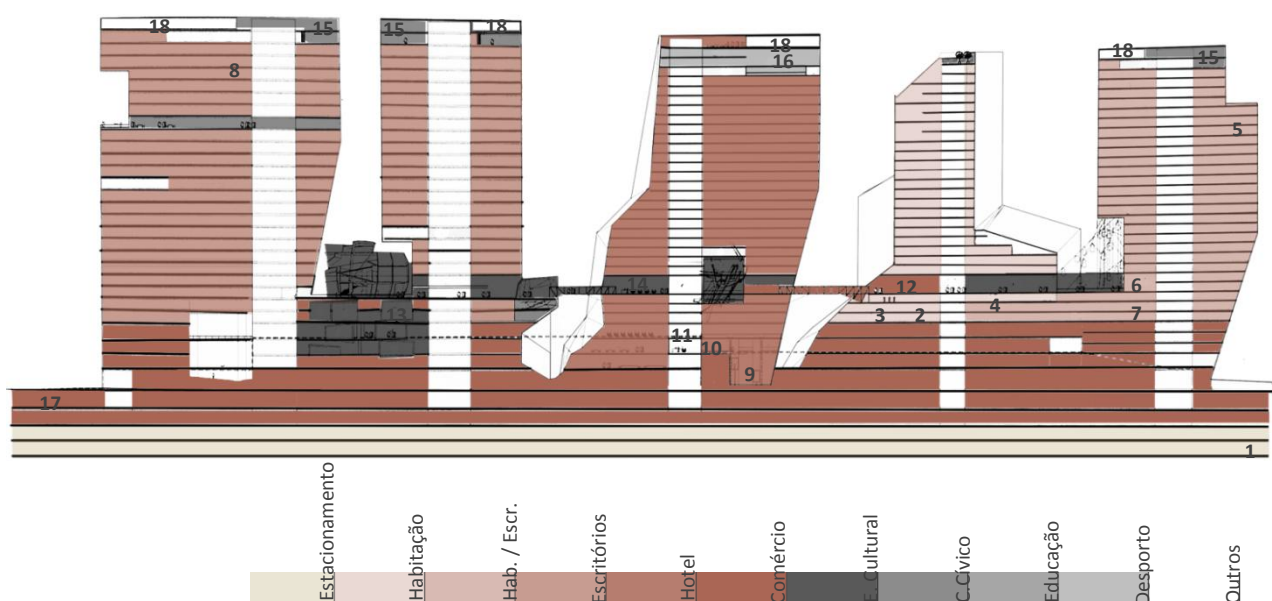 18 15 15 18
18
16
18 15
8
5
14
12
6
13
3 2
4
7
11
10
9
17
1
Estacionamento
Habitação
Hab. / Escr.
Escritórios
Hotel
Comércio
E. Cultural
C.Cívico
Educação
Desporto
Outros